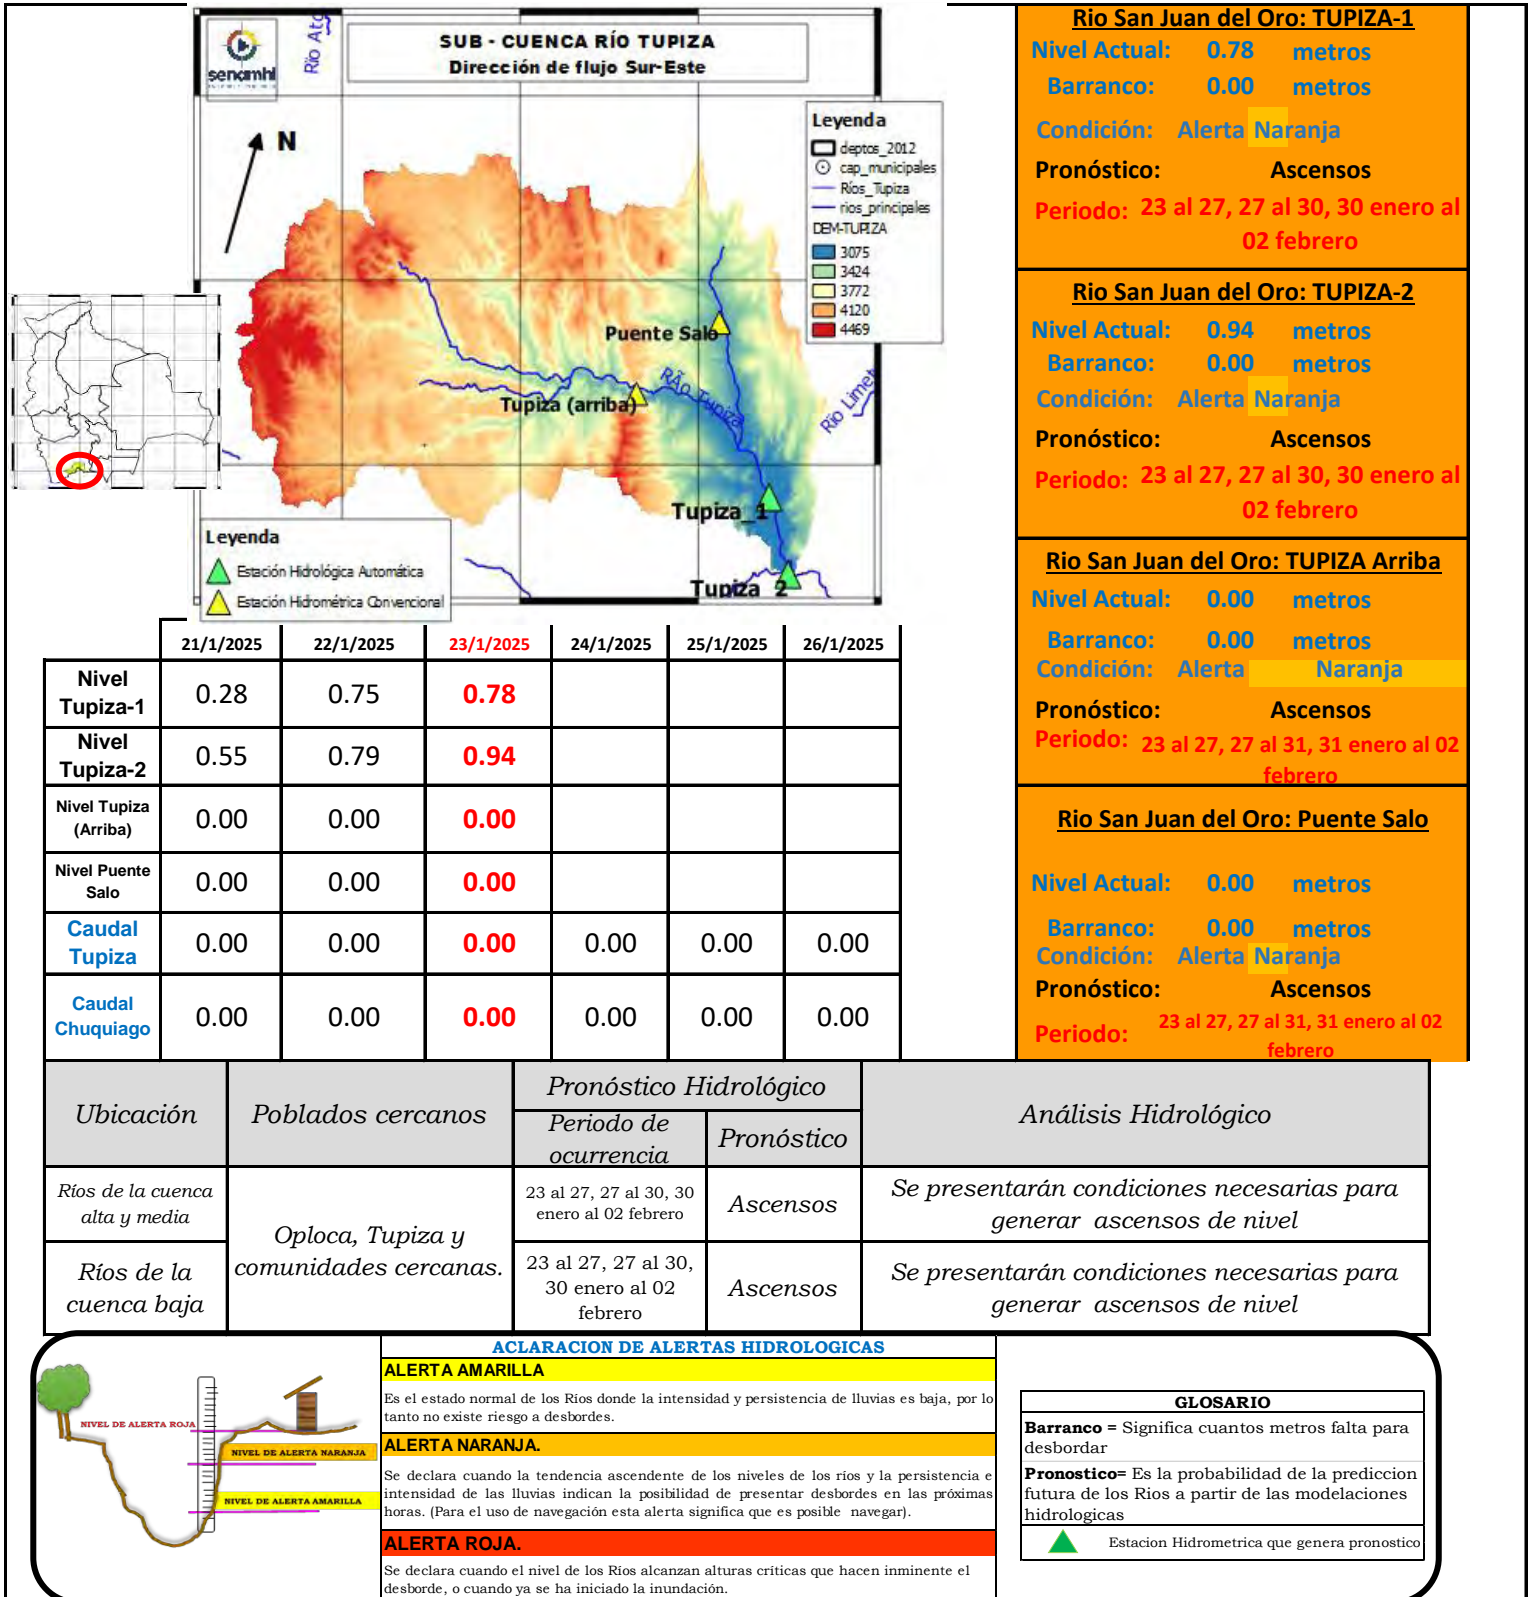 senamhi
Río Atc
SUB - CUENCA RÍO TUPIZA
Dirección de flujo Sur-Este
N
Leyenda
deptos_2012
cap_municipales
Ríos_Tupiza
rios_principales
DEM-TUPIZA
3075
3424
3772
4120
4469
Puente Salo
RÃo Tupiza
Tupiza (arriba)
Río Limet
Tupiza_1
Tupiza_2
Leyenda
Estación Hidrológica Automática
Estación Hidrométrica Convencional
Rio San Juan del Oro: TUPIZA-1
Nivel Actual: 0.78 metros
Barranco: 0.00 metros
Condición: Alerta Naranja
Pronóstico: Ascensos
Periodo: 23 al 27, 27 al 30, 30 enero al
02 febrero
Rio San Juan del Oro: TUPIZA-2
Nivel Actual: 0.94 metros
Barranco: 0.00 metros
Condición: Alerta Naranja
Pronóstico: Ascensos
Periodo: 23 al 27, 27 al 30, 30 enero al
02 febrero
Rio San Juan del Oro: TUPIZA Arriba
Nivel Actual: 0.00 metros
Barranco: 0.00 metros
Condición: Alerta Naranja
Pronóstico: Ascensos
Periodo: 23 al 27, 27 al 31, 31 enero al 02
febrero
Rio San Juan del Oro: Puente Salo
Nivel Actual: 0.00 metros
Barranco: 0.00 metros
Condición: Alerta Naranja
Pronóstico: Ascensos
Periodo: 23 al 27, 27 al 31, 31 enero al 02
febrero
21/1/2025 22/1/2025 23/1/2025 24/1/2025 25/1/2025 26/1/2025
Nivel
Tupiza-1 0.28 0.75 0.78
Nivel
Tupiza-2 0.55 0.79 0.94
Nivel Tupiza
(Arriba) 0.00 0.00 0.00
Nivel Puente
Salo 0.00 0.00 0.00
Caudal
Tupiza 0.00 0.00 0.00 0.00 0.00 0.00
Caudal
Chuquiago 0.00 0.00 0.00 0.00 0.00 0.00
Ubicación
Poblados cercanos
Pronóstico Hidrológico
Periodo de
ocurrencia
Pronóstico
Análisis Hidrológico
Ríos de la cuenca
alta y media
Oploca, Tupiza y
comunidades cercanas.
23 al 27, 27 al 30, 30
enero al 02 febrero
Ascensos
Se presentarán condiciones necesarias para
generar ascensos de nivel
Ríos de la
cuenca baja
23 al 27, 27 al 30,
30 enero al 02
febrero
Ascensos
Se presentarán condiciones necesarias para
generar ascensos de nivel
NIVEL DE ALERTA ROJA
NIVEL DE ALERTA NARANJA
NIVEL DE ALERTA AMARILLA
ACLARACION DE ALERTAS HIDROLOGICAS
ALERTA AMARILLA
Es el estado normal de los Ríos donde la intensidad y persistencia de lluvias es baja, por lo
tanto no existe riesgo a desbordes.
ALERTA NARANJA.
Se declara cuando la tendencia ascendente de los niveles de los ríos y la persistencia e
intensidad de las lluvias indican la posibilidad de presentar desbordes en las próximas
horas. (Para el uso de navegación esta alerta significa que es posible navegar).
ALERTA ROJA.
Se declara cuando el nivel de los Ríos alcanzan alturas críticas que hacen inminente el
desborde, o cuando ya se ha iniciado la inundación.
GLOSARIO
Barranco = Significa cuantos metros falta para
desbordar
Pronostico= Es la probabilidad de la prediccion
futura de los Rios a partir de las modelaciones
hidrologicas
Estacion Hidrometrica que genera pronostico